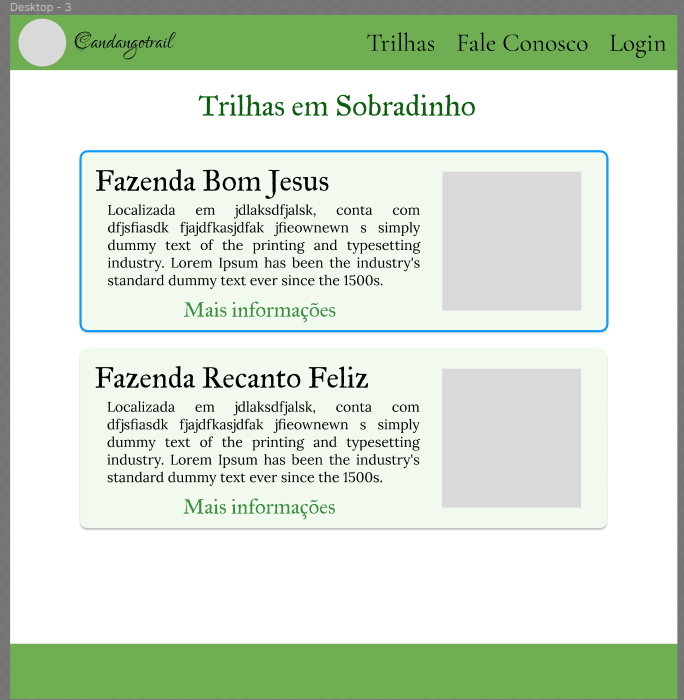 Desktop - 3
Candangotrail
Trilhas Fale Conosco Login
Trilhas em Sobradinho
Fazenda Bom Jesus
Localizada em jdlaksdfjalsk, conta com
dfjsfiasdk fjajdfkasjdfak jfieownewn s simply
dummy text of the printing and typesetting
industry. Lorem Ipsum has been the industry's
standard dummy text ever since the 1500s.
Mais informações
Fazenda Recanto Feliz
Localizada em jdlaksdfjalsk, conta com
dfjsfiasdk fjajdfkasjdfak jfieownewn s simply
dummy text of the printing and typesetting
industry. Lorem Ipsum has been the industry's
standard dummy text ever since the 1500s.
Mais informações